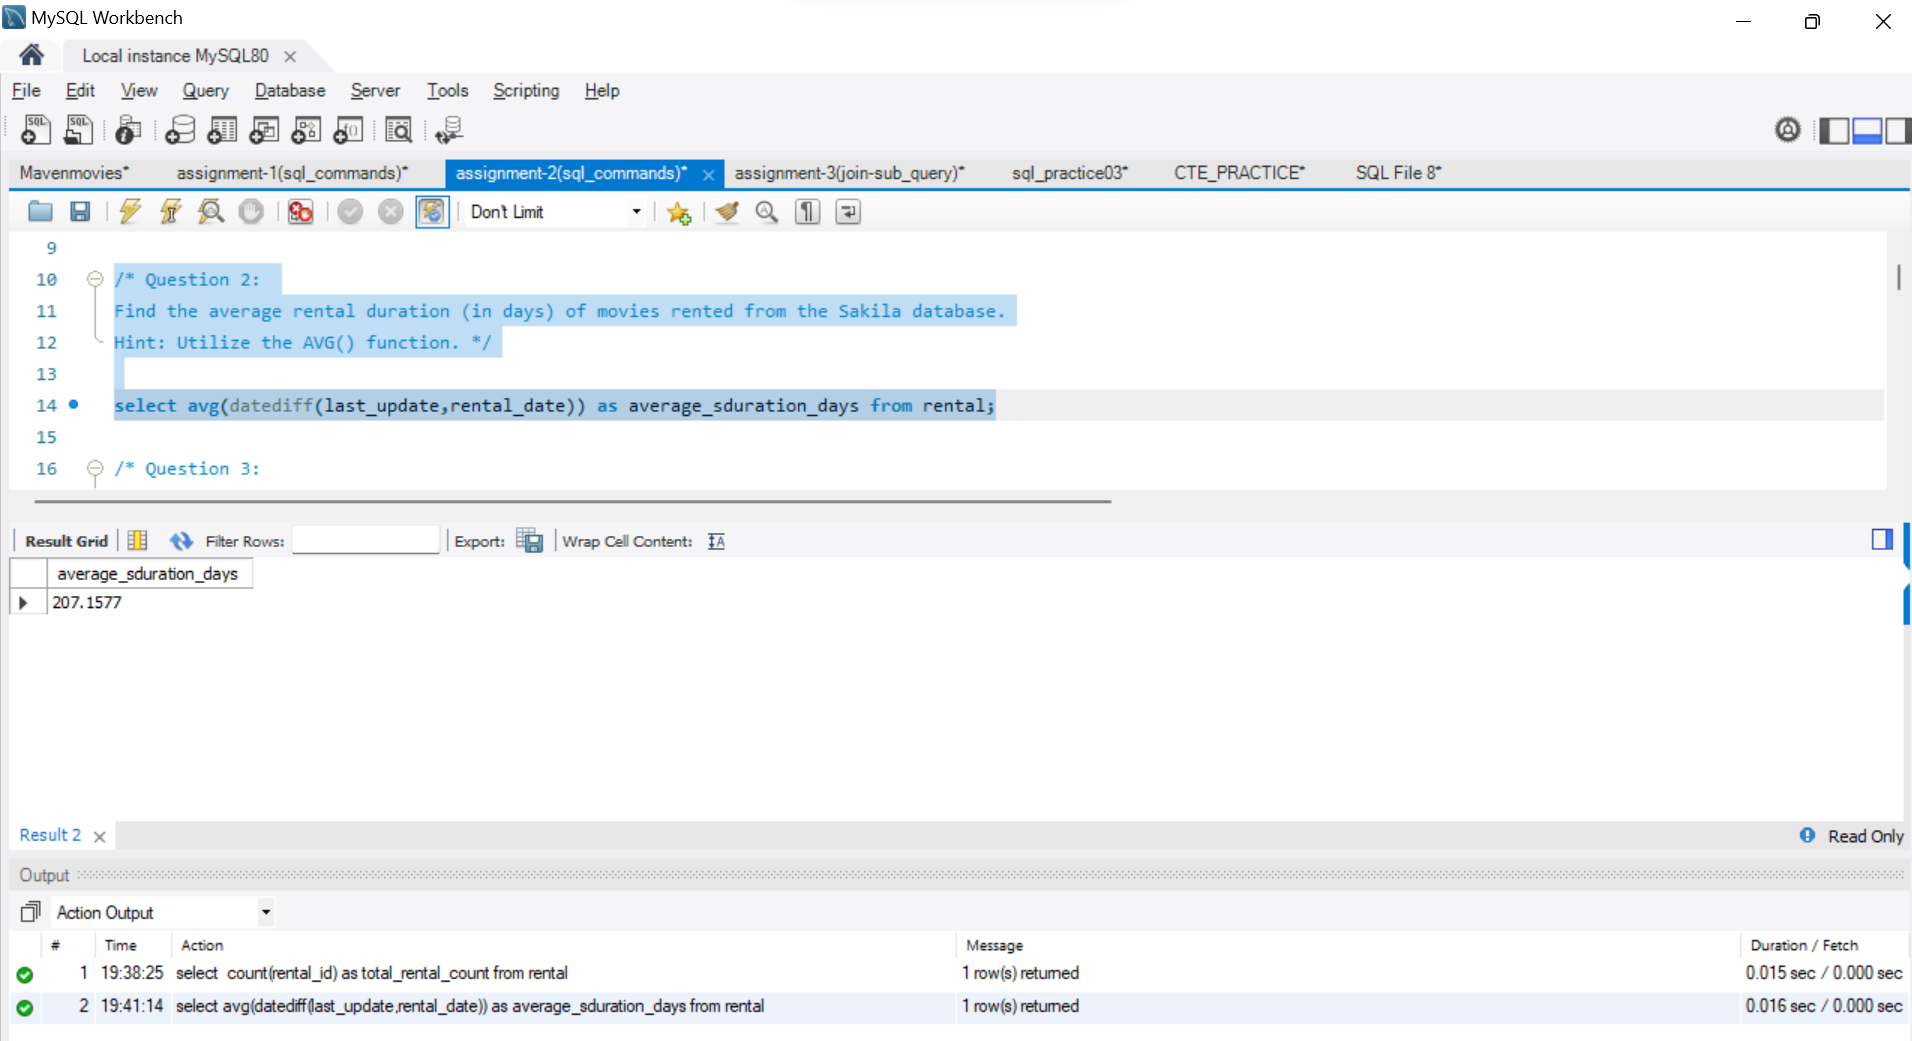 MySQL Workbench
Local instance MySQL80
File Edit View Query Database Server Tools Scripting Help
Mavenmovies* assignment-1(sql_commands)* assignment-2(sql_commands)* assignment-3(join-sub_query)* sql_practice03* CTE_PRACTICE* SQL File 8*
Don't Limit
9
10 /* Question 2:
11 Find the average rental duration (in days) of movies rented from the Sakila database.
12 Hint: Utilize the AVG() function. */
13
14 select avg(datediff(last_update,rental_date)) as average_sduration_days from rental;
15
16 /* Question 3:
Result Grid Filter Rows: Export: Wrap Cell Content:
average_sduration_days
207.1577
Result 2 Read Only
Output
Action Output
# Time Action Message Duration / Fetch
1 19:38:25 select count(rental_id) as total_rental_count from rental 1 row(s) returned 0.015 sec / 0.000 sec
2 19:41:14 select avg(datediff(last_update,rental_date)) as average_sduration_days from rental 1 row(s) returned 0.016 sec / 0.000 sec